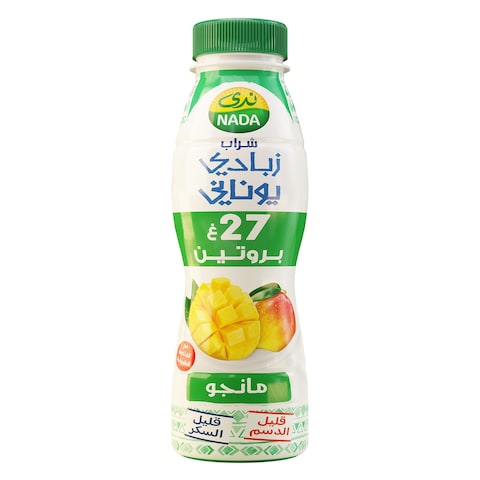 ندى
NADA
شراب
زبادي
يوناني
27 غ
بروتين
مانجو
قليل الدسم
قليل السكر